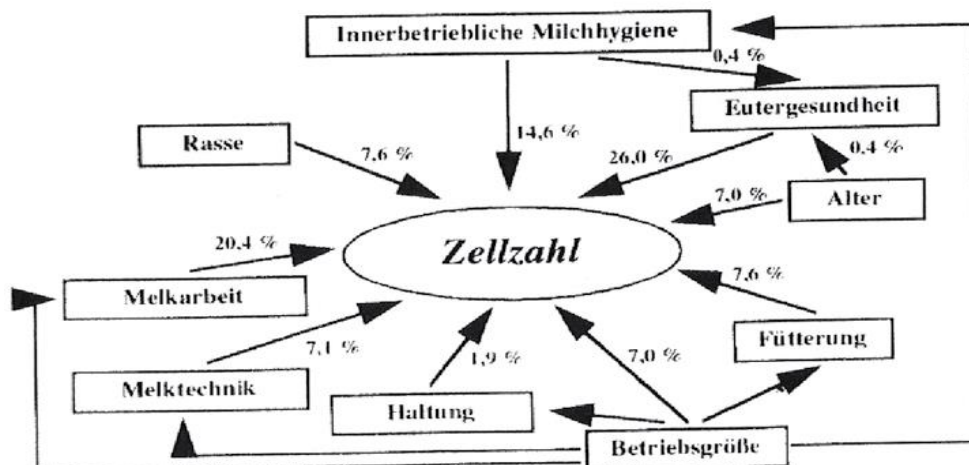 Innerbetriebliche Milchhygiene
0,4 %
Eutergesundheit
14,6 %
Rasse
7,6 %
26,0 %
0,4 %
7,0 %
Alter
Zellzahl
20,4 %
Melkarbeit
7,6 %
7,1 %
1,9 %
7,0 %
Fütterung
Melktechnik
Haltung
Betriebsgröße